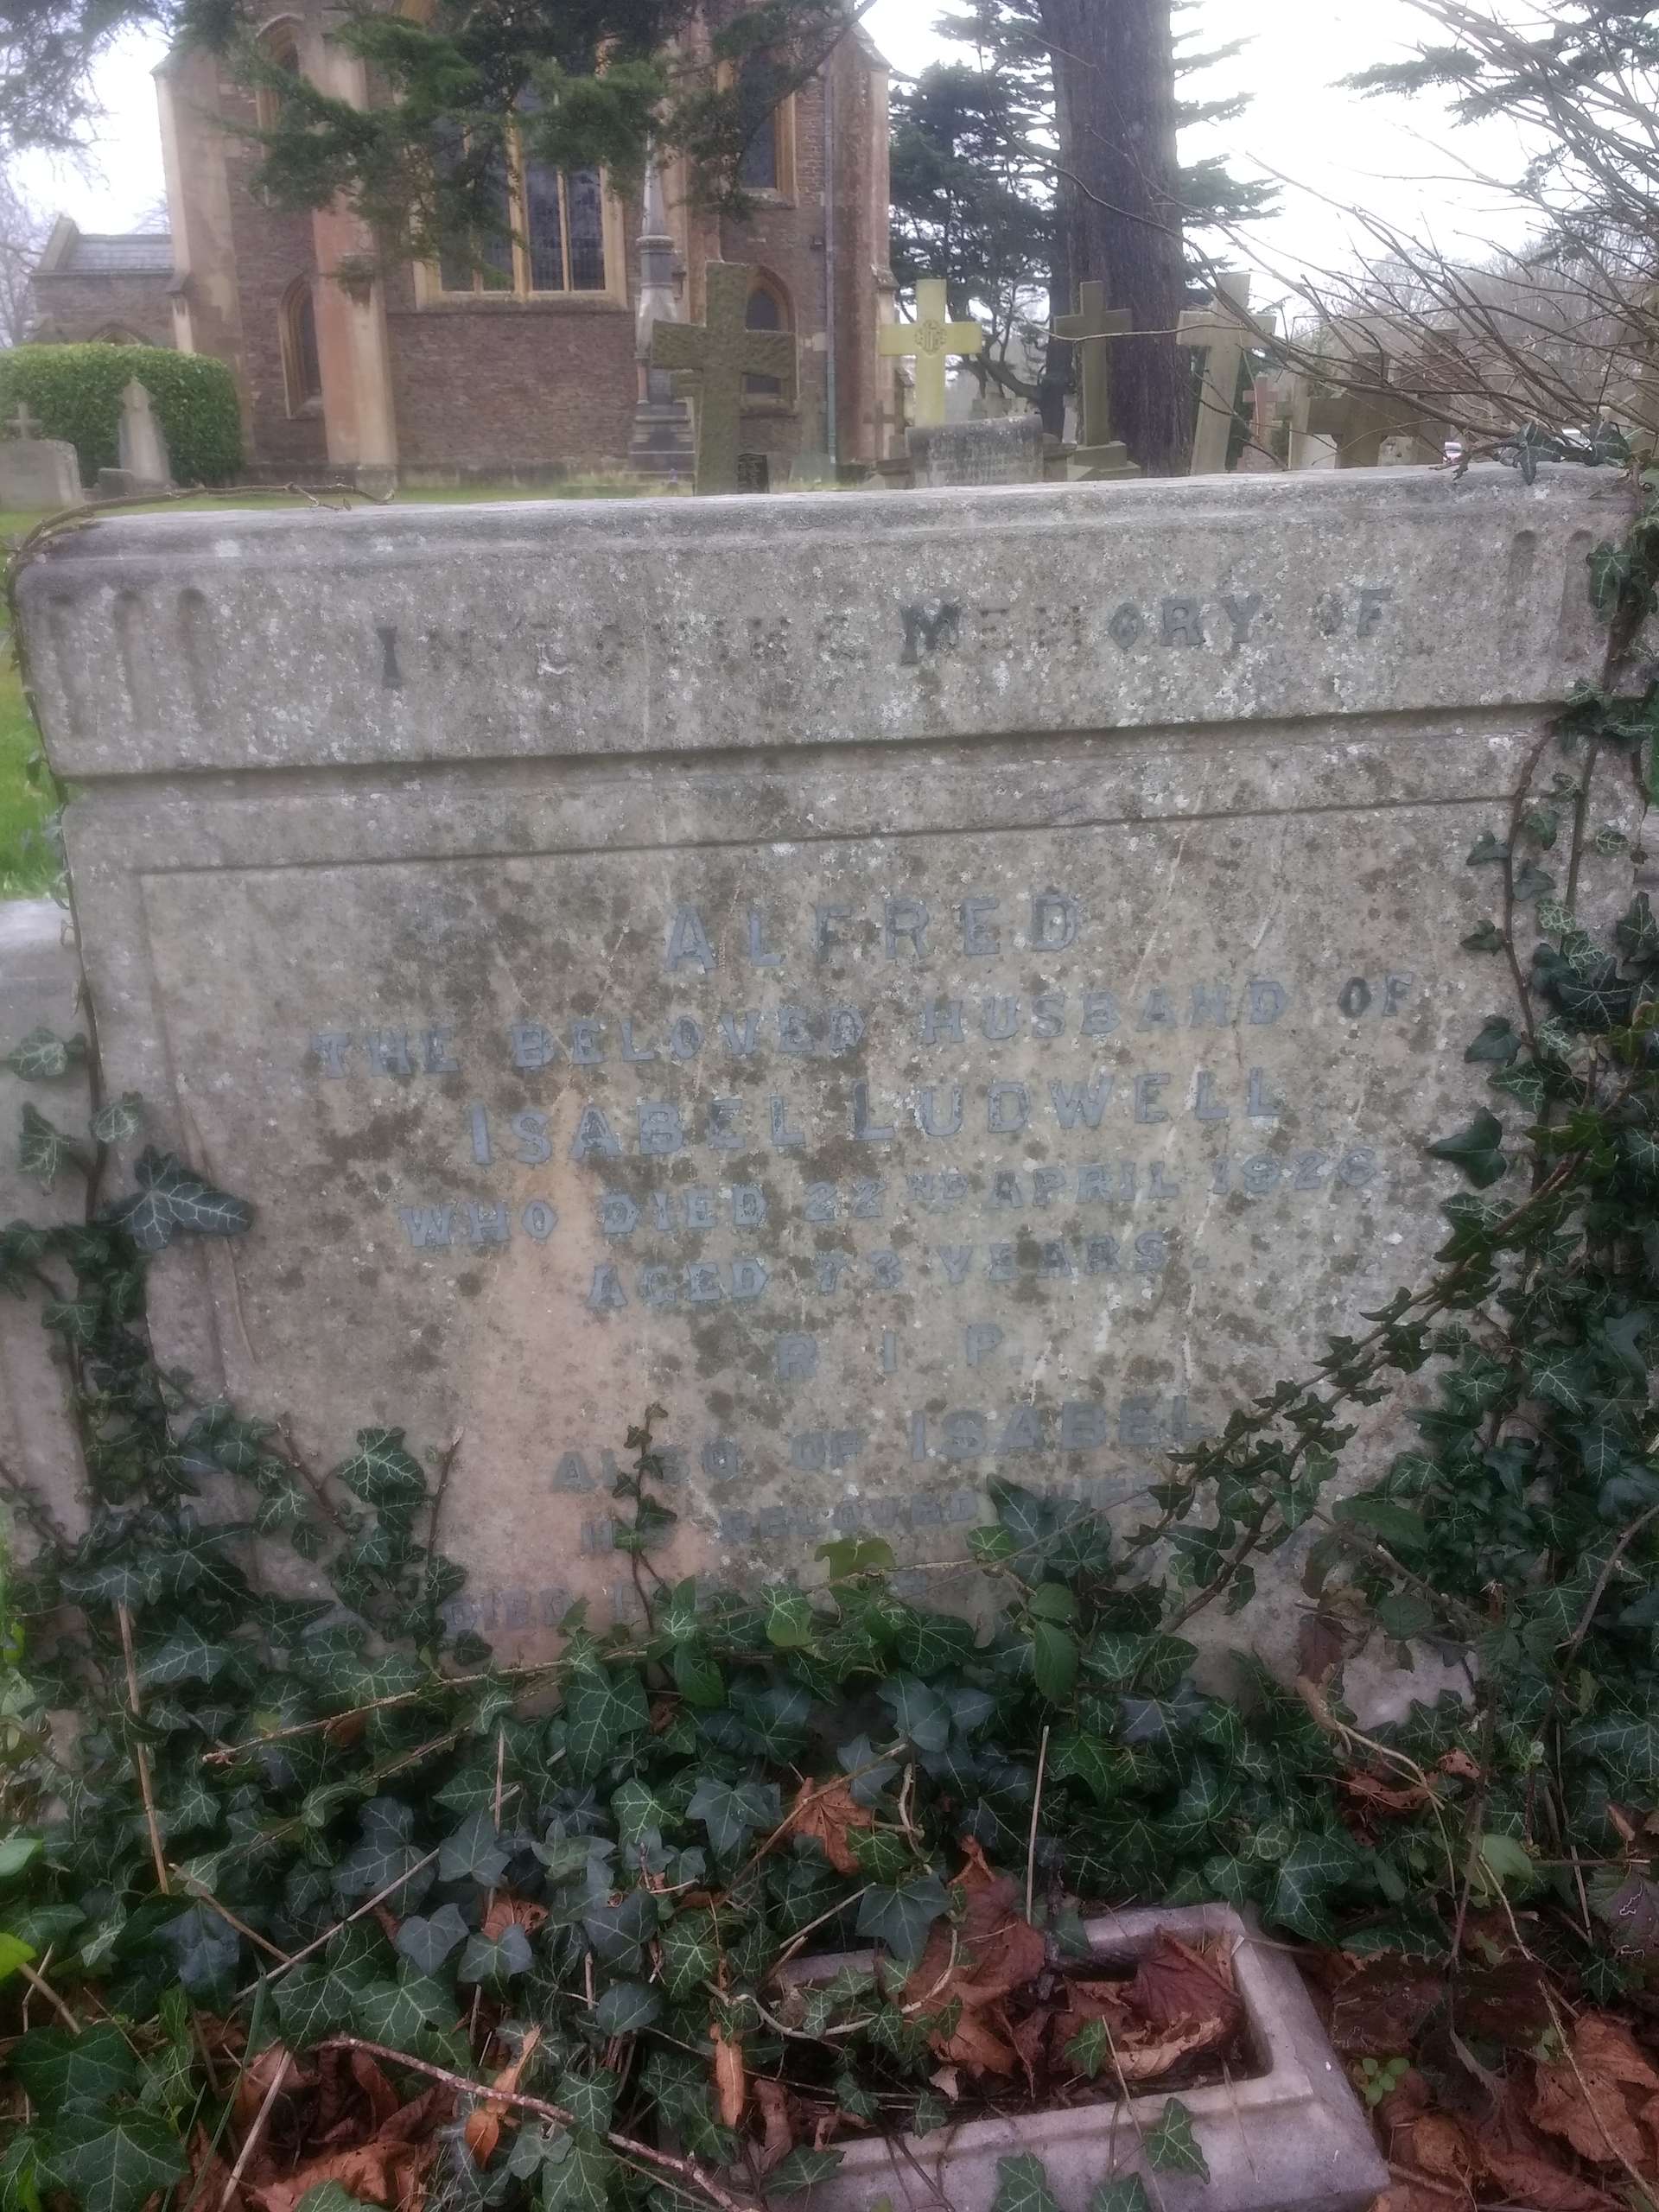 IN LOVING MEMORY OF
ALFRED
THE BELOVED HUSBAND OF
ISABEL LUDWELL
WHO DIED 22ND APRIL 1926
AGED 73 YEARS.
R I P.
ALSO OF ISABEL
HIS BELOVED WIFE
DIED